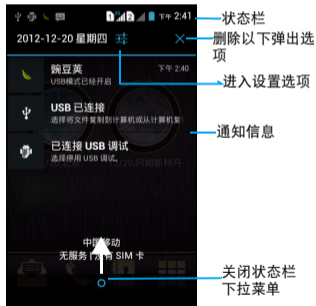 下午 2:41
状态栏
2012-12-20 星期四
删除以下弹出选项
豌豆荚
下午 2:40
USB模式已经开启
进入设置选项
USB 已连接
选择将文件复制到计算机或从计算机复
通知信息
已连接 USB 调试
选择停用 USB 调试。
中国移动
无服务 | 没有 SIM 卡
关闭状态栏
下拉菜单